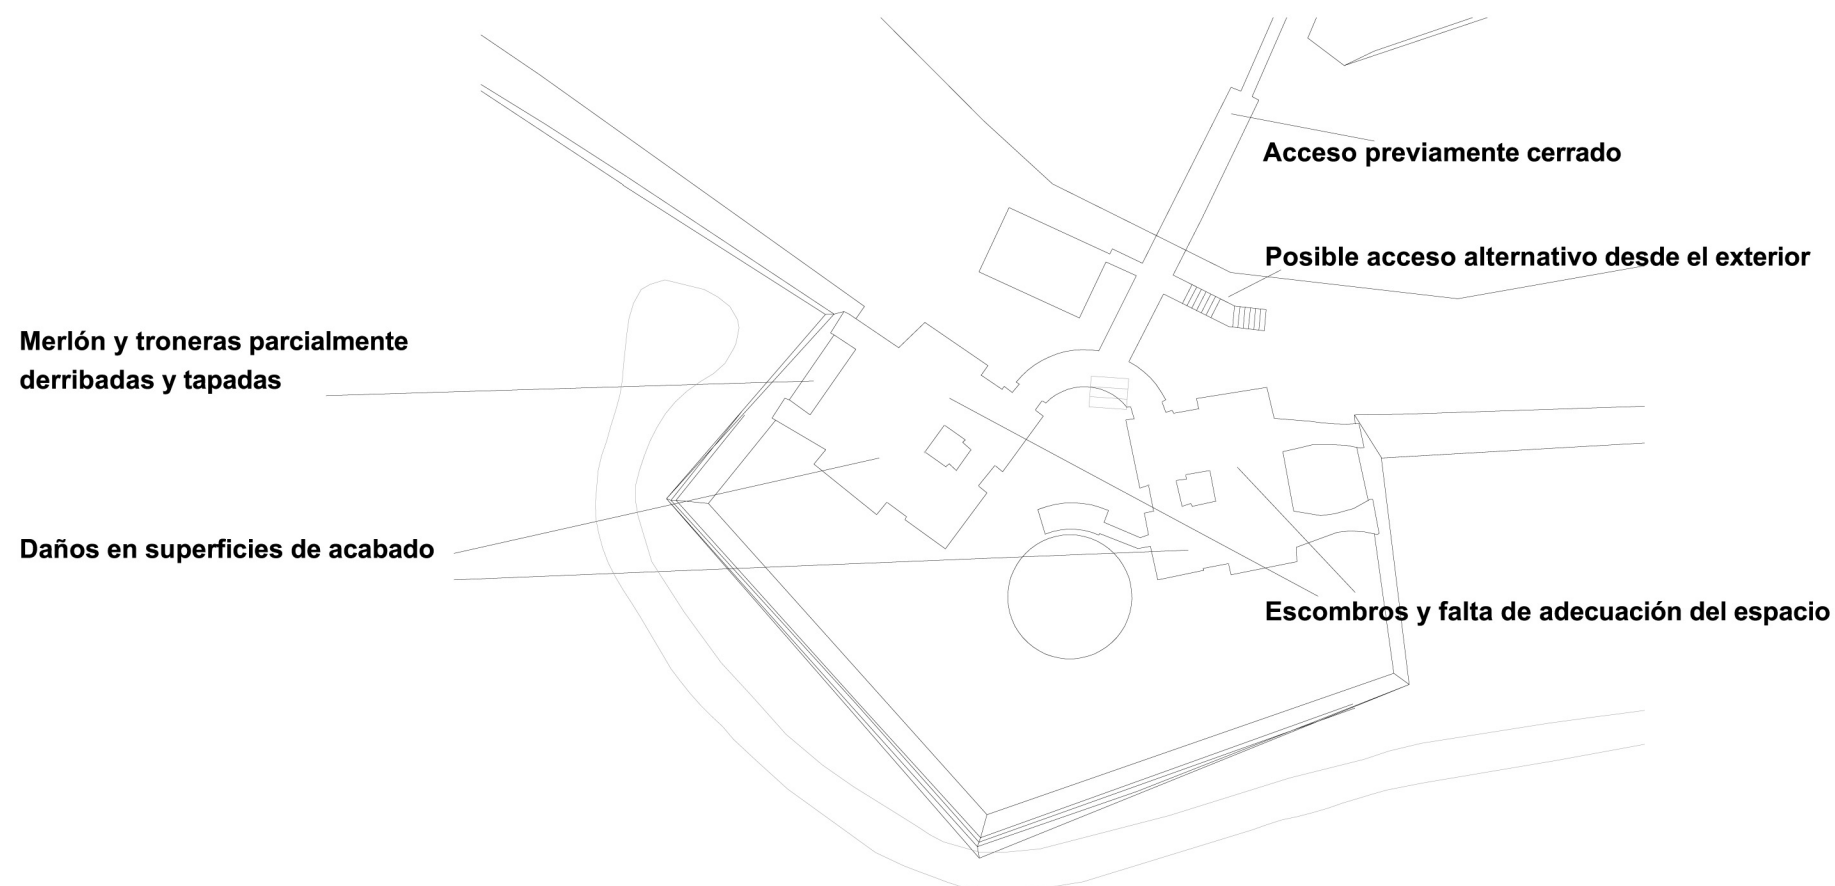 Acceso previamente cerrado
Posible acceso alternativo desde el exterior
Merlón y troneras parcialmente
derribadas y tapadas
Daños en superficies de acabado
Escombros y falta de adecuación del espacio